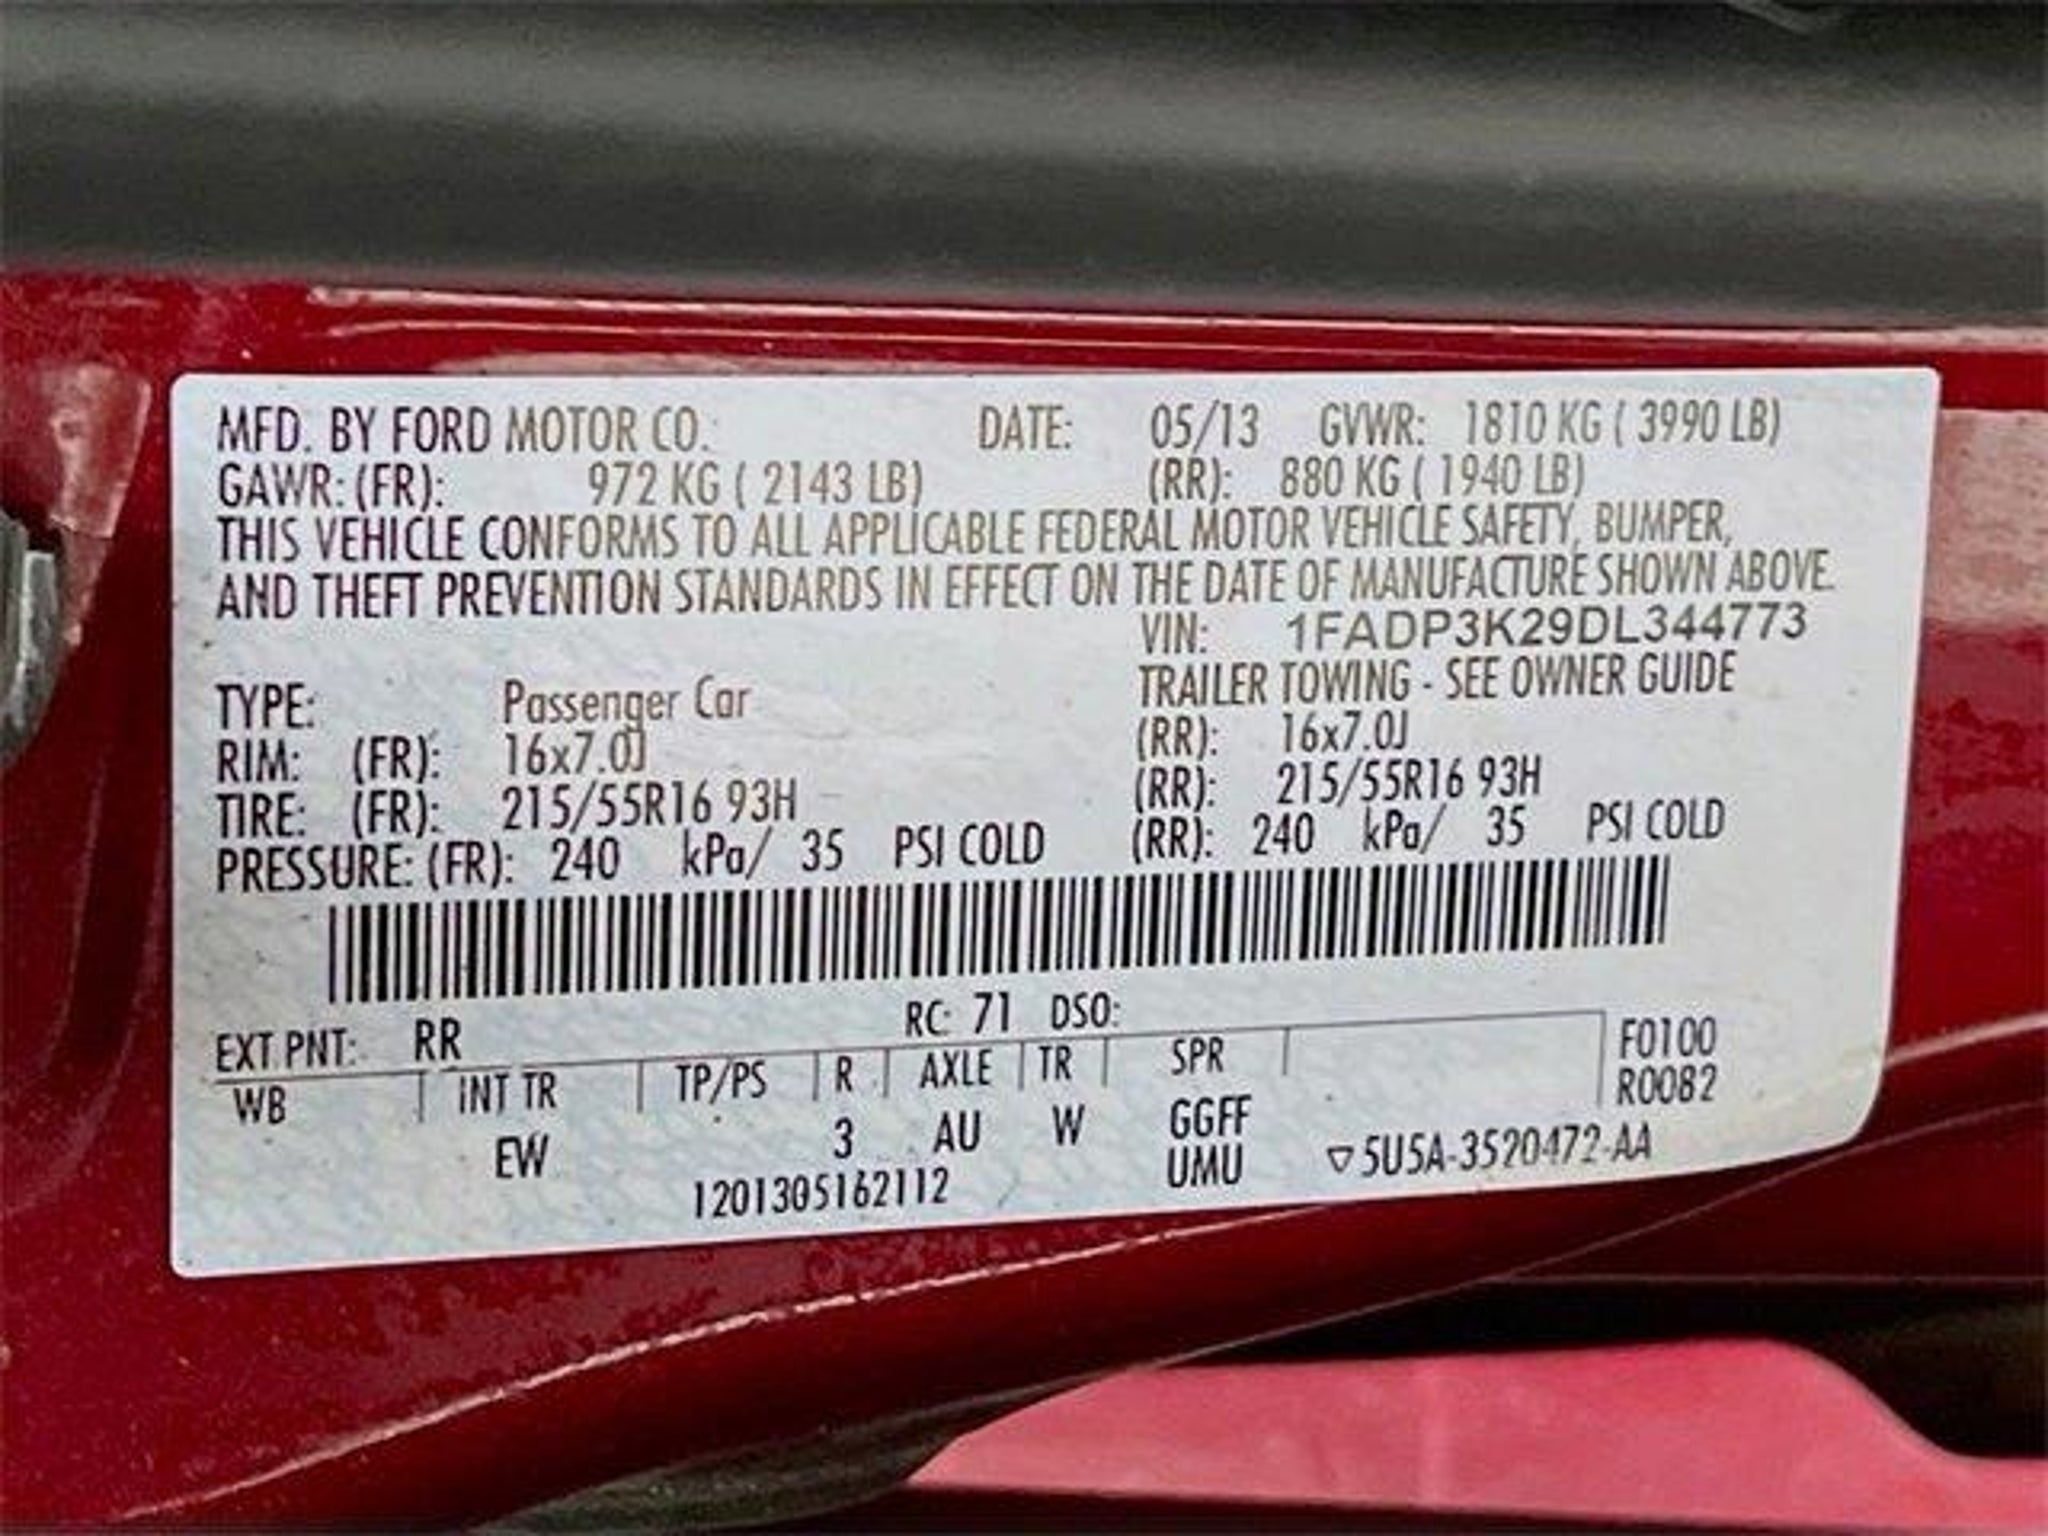 MFD. BY FORD MOTOR CO. DATE: 05/13 GVWR: 1810 KG ( 3990 LB)
GAWR: (FR): 972 KG ( 2143 LB) (RR): 880 KG ( 1940 LB)
THIS VEHICLE CONFORMS TO ALL APPLICABLE FEDERAL MOTOR VEHICLE SAFETY, BUMPER,
AND THEFT PREVENTION STANDARDS IN EFFECT ON THE DATE OF MANUFACTURE SHOWN ABOVE.
VIN: 1FADP3K29DL344773
TYPE: Passenger Car TRAILER TOWING - SEE OWNER GUIDE
RIM: (FR): 16x7.0J (RR): 16x7.0J
TIRE: (FR): 215/55R16 93H (RR): 215/55R16 93H
PRESSURE: (FR): 240 kPa/ 35 PSI COLD (RR): 240 kPa/ 35 PSI COLD
EXT PNT: RR RC: 71 DSO: F0100
WB INT TR TP/PS R AXLE TR SPR R0082
EW 3 AU W GGFF
UMU ▽5U5A-3520472-AA
1201305162112